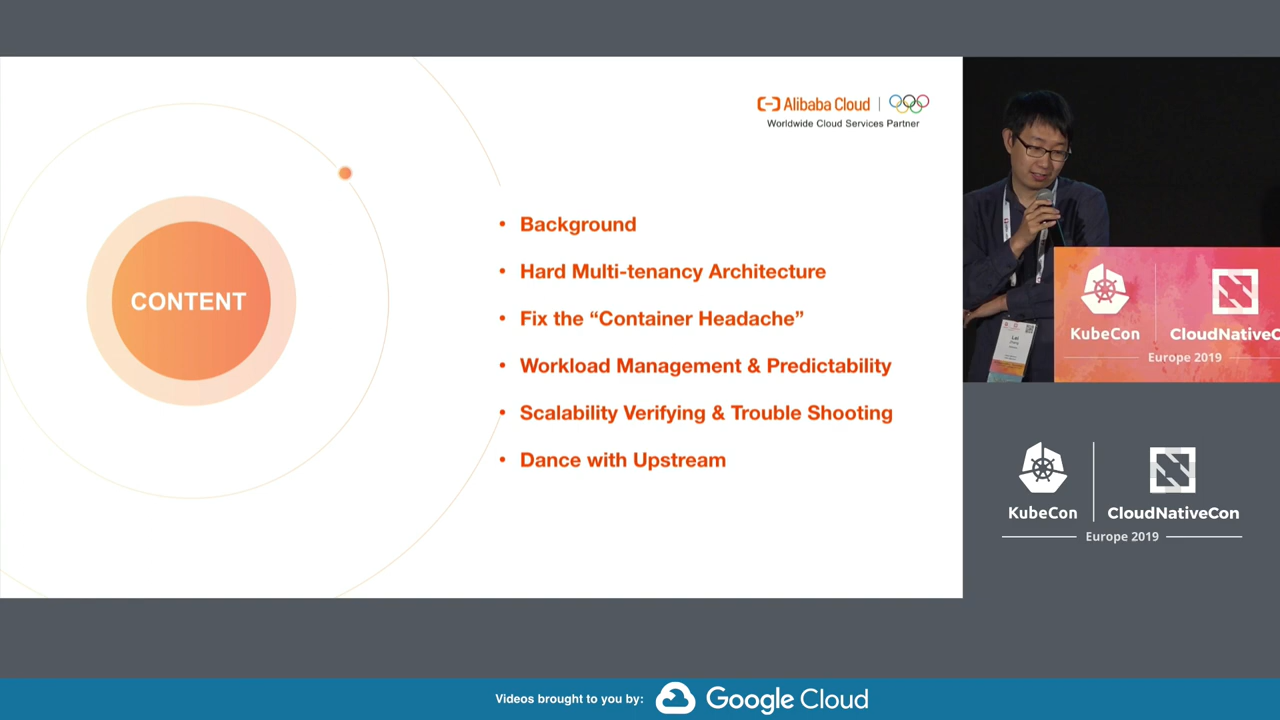 Alibaba Cloud
Worldwide Cloud Services Partner
CONTENT
• Background
• Hard Multi-tenancy Architecture
• Fix the “Container Headache”
• Workload Management & Predictability
• Scalability Verifying & Trouble Shooting
• Dance with Upstream
Lei
KubeCon
CloudNativeC
Europe 2019
KubeCon
CloudNativeCon
Europe 2019
Videos brought to you by:
Google Cloud